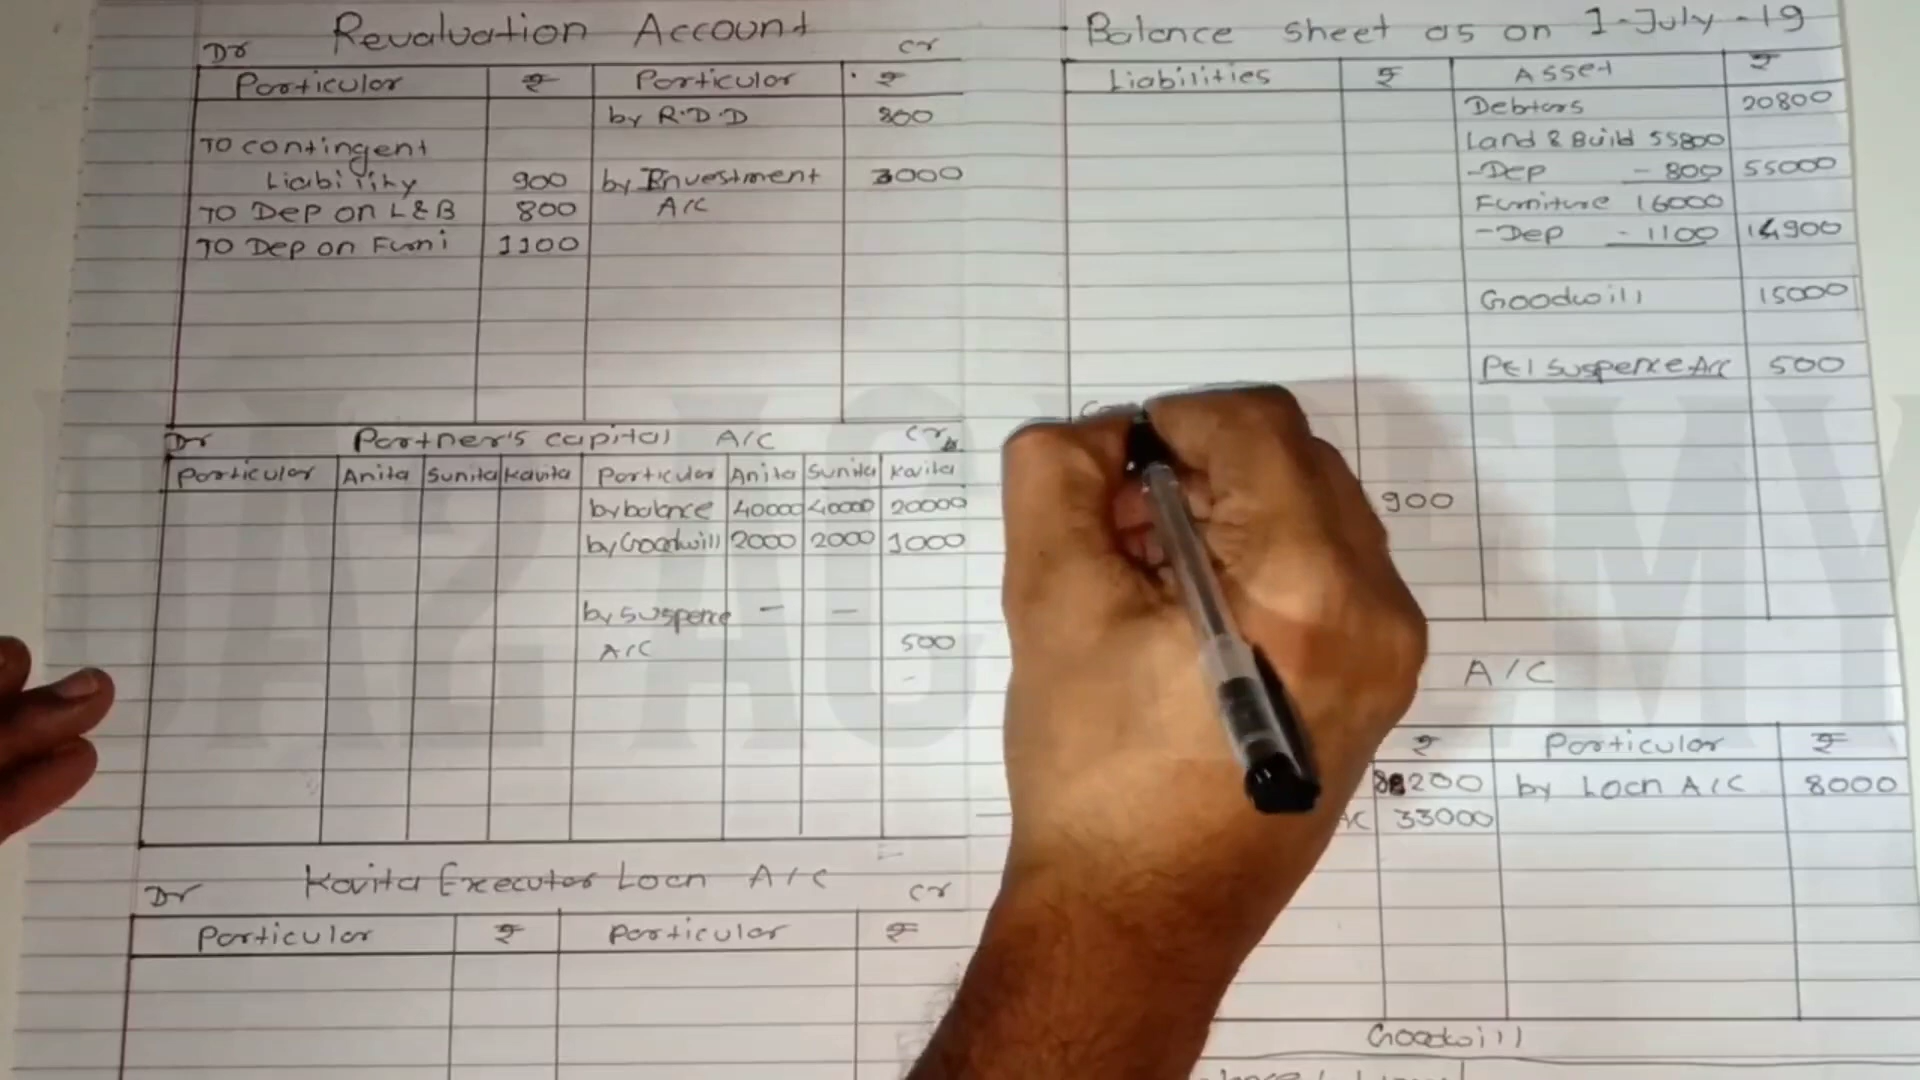 Revaluation Account
Dr
Cr
Particular ₹ Particular ₹
by R.D.D 800
To contingent
Liability 900 by Investment 3000
To Dep on L&B 800 A/C
To Dep on Furni 1100
Dr Partner's capital A/C Cr
Particular Anita Sunita Kavita Particular Anita Sunita Kavita
by balance 40000 40000 20000
by Goodwill 2000 2000 1000
by suspence - -
A/C 500
-
Kavita Executor Loan A/C
Dr Cr
Particular ₹ Particular ₹
Balance sheet as on 1-July-19
Liabilities ₹ Asset ₹
Debtors 20800
Land & Build 55800
-Dep - 800 55000
Furniture 16000
-Dep - 1100 14900
Goodwill 15000
P&l suspence A/c 500
900
A/C
₹ Particular ₹
200 by Loan A/C 8000
33000
Goodwill